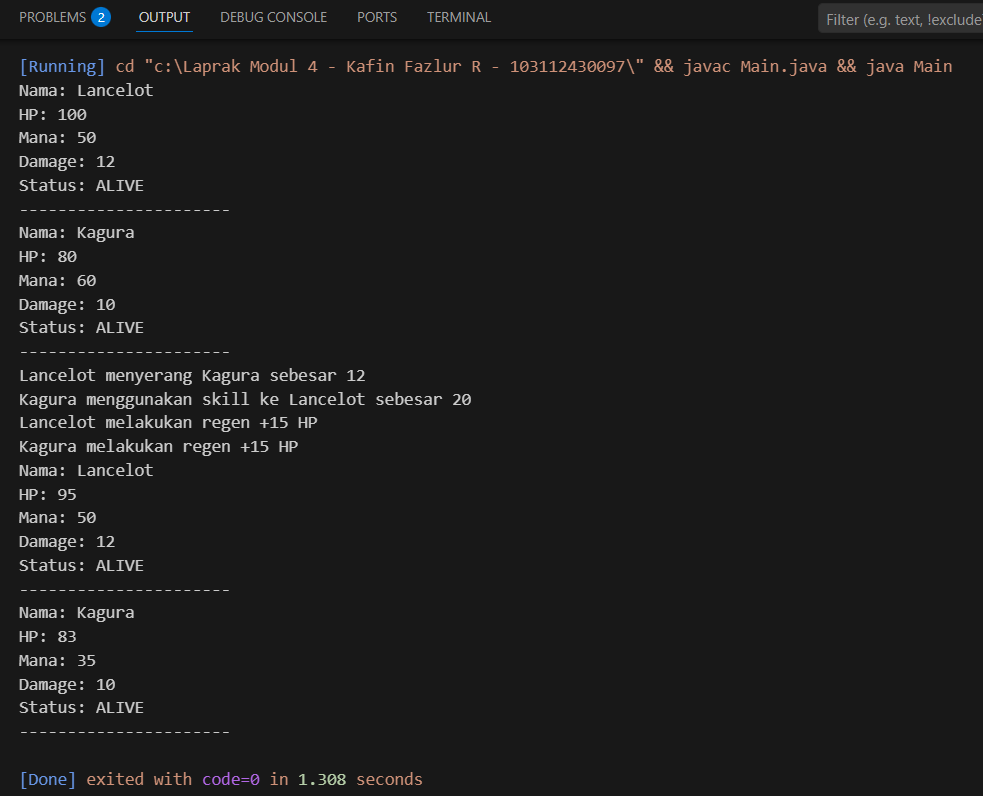 PROBLEMS 2 OUTPUT DEBUG CONSOLE PORTS TERMINAL Filter (e.g. text, !exclude
[Running] cd "c:\Laprak Modul 4 - Kafin Fazlur R - 103112430097\" && javac Main.java && java Main
Nama: Lancelot
HP: 100
Mana: 50
Damage: 12
Status: ALIVE
----------------------
Nama: Kagura
HP: 80
Mana: 60
Damage: 10
Status: ALIVE
----------------------
Lancelot menyerang Kagura sebesar 12
Kagura menggunakan skill ke Lancelot sebesar 20
Lancelot melakukan regen +15 HP
Kagura melakukan regen +15 HP
Nama: Lancelot
HP: 95
Mana: 50
Damage: 12
Status: ALIVE
----------------------
Nama: Kagura
HP: 83
Mana: 35
Damage: 10
Status: ALIVE
----------------------
[Done] exited with code=0 in 1.308 seconds